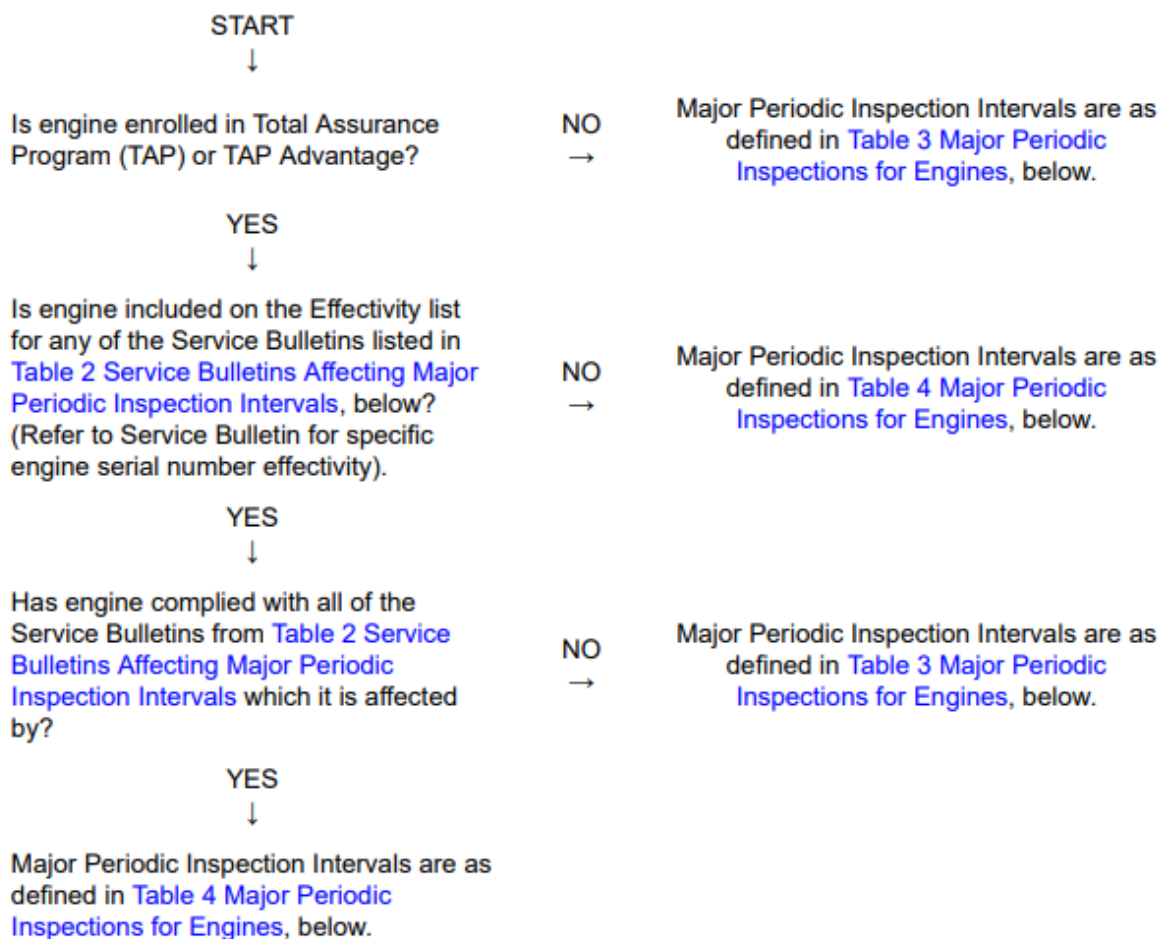 START
↓
Is engine enrolled in Total Assurance
Program (TAP) or TAP Advantage?
NO
→
Major Periodic Inspection Intervals are as
defined in Table 3 Major Periodic
Inspections for Engines, below.
YES
↓
Is engine included on the Effectivity list
for any of the Service Bulletins listed in
Table 2 Service Bulletins Affecting Major
Periodic Inspection Intervals, below?
(Refer to Service Bulletin for specific
engine serial number effectivity).
NO
→
Major Periodic Inspection Intervals are as
defined in Table 4 Major Periodic
Inspections for Engines, below.
YES
↓
Has engine complied with all of the
Service Bulletins from Table 2 Service
Bulletins Affecting Major Periodic
Inspection Intervals which it is affected
by?
NO
→
Major Periodic Inspection Intervals are as
defined in Table 3 Major Periodic
Inspections for Engines, below.
YES
↓
Major Periodic Inspection Intervals are as
defined in Table 4 Major Periodic
Inspections for Engines, below.